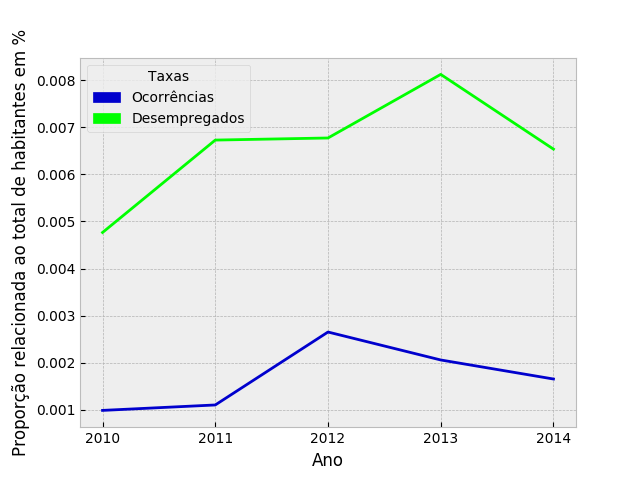 Proporção relacionada ao total de habitantes em %
0.008
0.007
0.006
0.005
0.004
0.003
0.002
0.001
Taxas
Ocorrências
Desempregados
2010 2011 2012 2013 2014
Ano